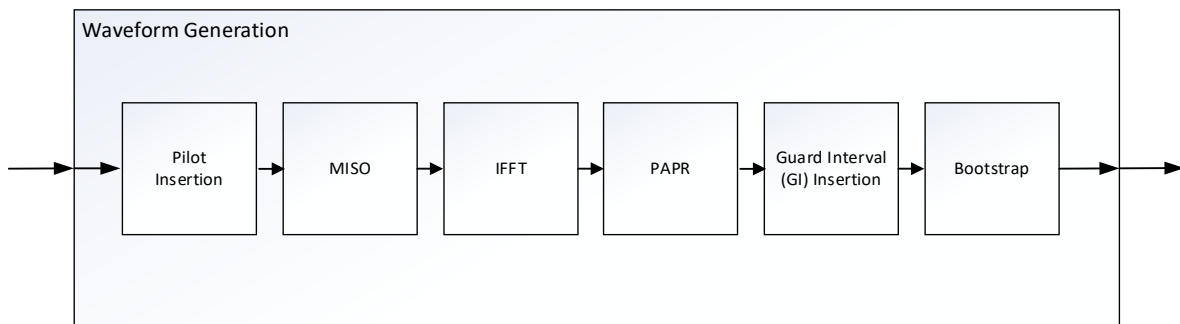 Waveform Generation
Pilot
Insertion
MISO
IFFT
PAPR
Guard Interval
(GI) Insertion
Bootstrap